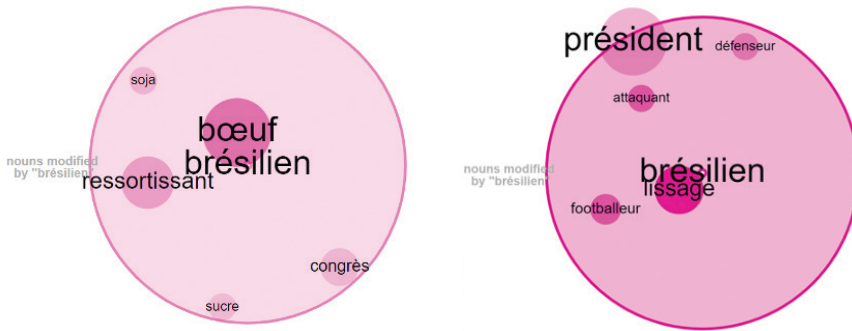 soja
bœuf
brésilien
nouns modified
by "brésilien"
ressortissant
congrès
sucre
président
défenseur
attaquant
brésilien
nouns modified
by "brésilien"
lissage
footballeur